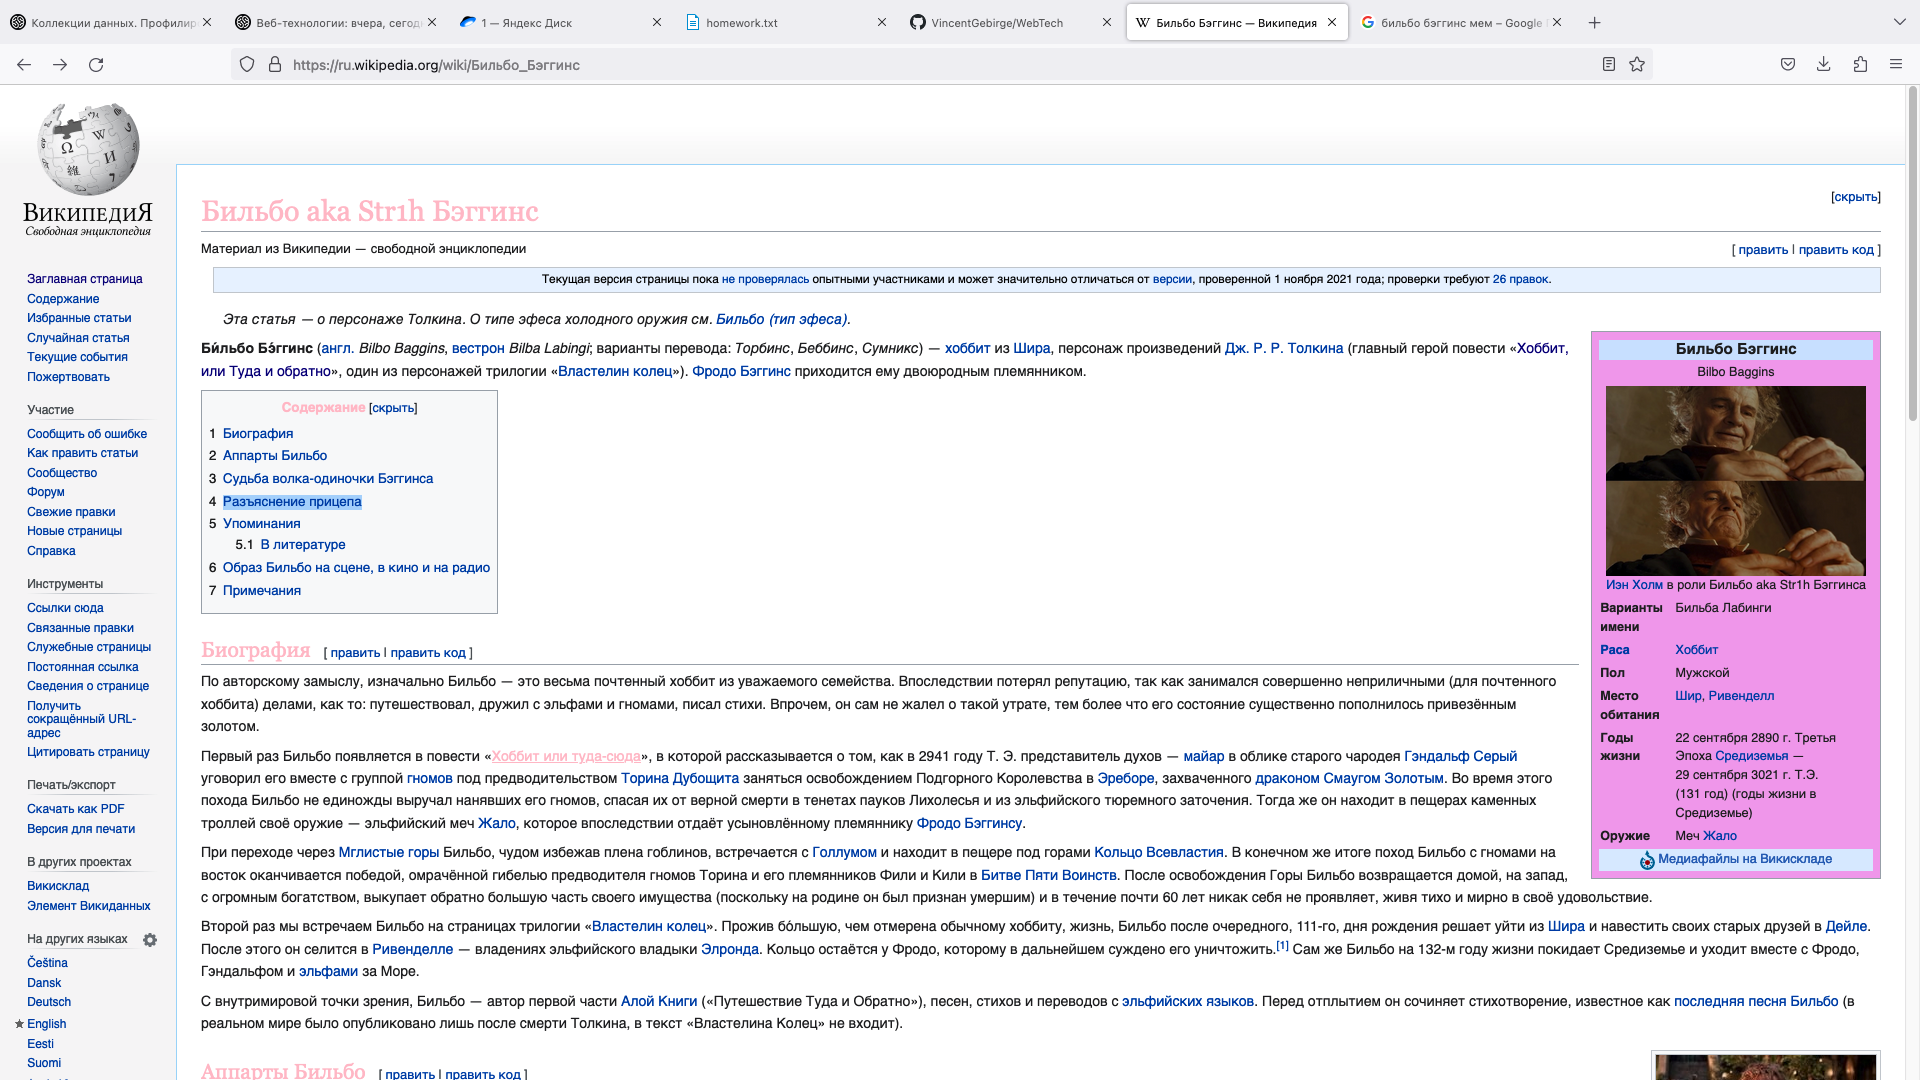 Коллекции данных. Профилир
Веб-технологии: вчера, сегод
1 — Яндекс Диск
homework.txt
VincentGebirge/WebTech
Бильбо Бэггинс — Википедия
бильбо бэггинс мем – Google
https://ru.wikipedia.org/wiki/Бильбо_Бэггинс
ВИКИПЕДИЯ
Свободная энциклопедия
Заглавная страница
Содержание
Избранные статьи
Случайная статья
Текущие события
Пожертвовать
Участие
Сообщить об ошибке
Как править статьи
Сообщество
Форум
Свежие правки
Новые страницы
Справка
Инструменты
Ссылки сюда
Связанные правки
Служебные страницы
Постоянная ссылка
Сведения о странице
Получить
сокращённый URL-
адрес
Цитировать страницу
Печать/экспорт
Скачать как PDF
Версия для печати
В других проектах
Викисклад
Элемент Викиданных
На других языках
Čeština
Dansk
Deutsch
English
Eesti
Suomi
[скрыть]
Бильбо aka Str1h Бэггинс
Материал из Википедии — свободной энциклопедии
[ править | править код ]
Текущая версия страницы пока не проверялась опытными участниками и может значительно отличаться от версии, проверенной 1 ноября 2021 года; проверки требуют 26 правок.
Эта статья — о персонаже Толкина. О типе эфеса холодного оружия см. Бильбо (тип эфеса).
Би́льбо Бэ́ггинс (англ. Bilbo Baggins, вестрон Bilba Labingi; варианты перевода: Торбинс, Беббинс, Сумникс) — хоббит из Шира, персонаж произведений Дж. Р. Р. Толкина (главный герой повести «Хоббит,
или Туда и обратно», один из персонажей трилогии «Властелин колец»). Фродо Бэггинс приходится ему двоюродным племянником.
Содержание [скрыть]
1 Биография
2 Аппарты Бильбо
3 Судьба волка-одиночки Бэггинса
4 Разъяснение прицепа
5 Упоминания
5.1 В литературе
6 Образ Бильбо на сцене, в кино и на радио
7 Примечания
Бильбо Бэггинс
Bilbo Baggins
Иэн Холм в роли Бильбо aka Str1h Бэггинса
Варианты Бильба Лабинги
имени
Раса Хоббит
Пол Мужской
Место Шир, Ривенделл
обитания
Годы 22 сентября 2890 г. Третья
жизни Эпоха Средиземья —
29 сентября 3021 г. Т.Э.
(131 год) (годы жизни в
Средиземье)
Оружие Меч Жало
Медиафайлы на Викискладе
Биография [ править | править код ]
По авторскому замыслу, изначально Бильбо — это весьма почтенный хоббит из уважаемого семейства. Впоследствии потерял репутацию, так как занимался совершенно неприличными (для почтенного
хоббита) делами, как то: путешествовал, дружил с эльфами и гномами, писал стихи. Впрочем, он сам не жалел о такой утрате, тем более что его состояние существенно пополнилось привезённым
золотом.
Первый раз Бильбо появляется в повести «Хоббит или туда-сюда», в которой рассказывается о том, как в 2941 году Т. Э. представитель духов — майар в облике старого чародея Гэндальф Серый
уговорил его вместе с группой гномов под предводительством Торина Дубощита заняться освобождением Подгорного Королевства в Эреборе, захваченного драконом Смаугом Золотым. Во время этого
похода Бильбо не единожды выручал нанявших его гномов, спасая их от верной смерти в тенетах пауков Лихолесья и из эльфийского тюремного заточения. Тогда же он находит в пещерах каменных
троллей своё оружие — эльфийский меч Жало, которое впоследствии отдаёт усыновлённому племяннику Фродо Бэггинсу.
При переходе через Мглистые горы Бильбо, чудом избежав плена гоблинов, встречается с Голлумом и находит в пещере под горами Кольцо Всевластия. В конечном же итоге поход Бильбо с гномами на
восток оканчивается победой, омрачённой гибелью предводителя гномов Торина и его племянников Фили и Кили в Битве Пяти Воинств. После освобождения Горы Бильбо возвращается домой, на запад,
с огромным богатством, выкупает обратно большую часть своего имущества (поскольку на родине он был признан умершим) и в течение почти 60 лет никак себя не проявляет, живя тихо и мирно в своё удовольствие.
Второй раз мы встречаем Бильбо на страницах трилогии «Властелин колец». Прожив бо́льшую, чем отмерена обычному хоббиту, жизнь, Бильбо после очередного, 111-го, дня рождения решает уйти из Шира и навестить своих старых друзей в Дейле.
После этого он селится в Ривенделле — владениях эльфийского владыки Элронда. Кольцо остаётся у Фродо, которому в дальнейшем суждено его уничтожить.[1] Сам же Бильбо на 132-м году жизни покидает Средиземье и уходит вместе с Фродо,
Гэндальфом и эльфами за Море.
С внутримировой точки зрения, Бильбо — автор первой части Алой Книги («Путешествие Туда и Обратно»), песен, стихов и переводов с эльфийских языков. Перед отплытием он сочиняет стихотворение, известное как последняя песня Бильбо (в
реальном мире было опубликовано лишь после смерти Толкина, в текст «Властелина Колец» не входит).
Аппарты Бильбо [ править | править код ]